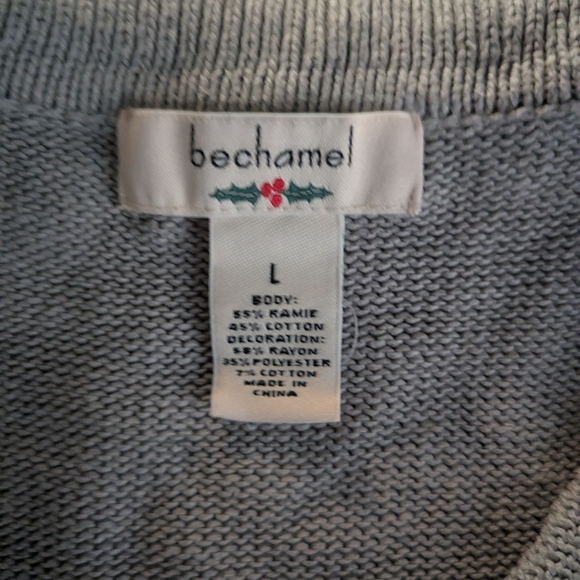 bechamel
L
BODY:
55% RAMIE
45% COTTON
DECORATION:
58% RAYON
35% POLYESTER
7% COTTON
MADE IN
CHINA